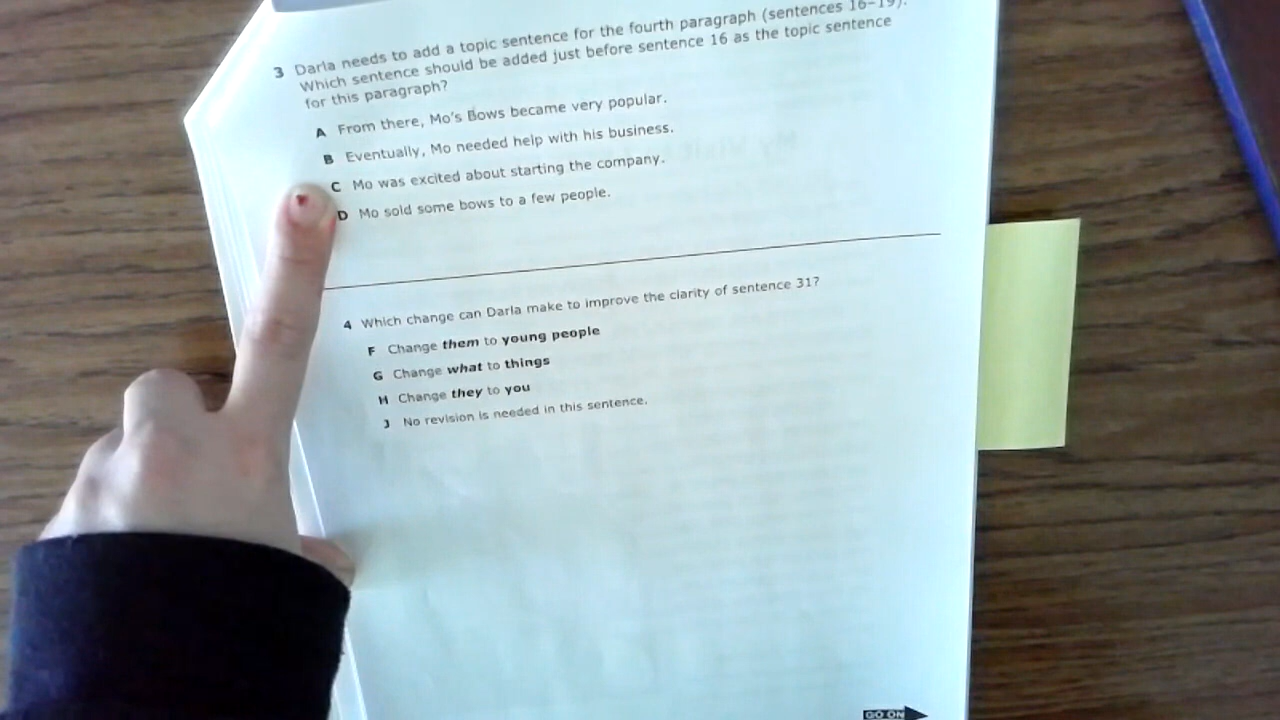 3 Darla needs to add a topic sentence for the fourth paragraph (sentences 16–19).
Which sentence should be added just before sentence 16 as the topic sentence
for this paragraph?
A From there, Mo's Bows became very popular.
B Eventually, Mo needed help with his business.
C Mo was excited about starting the company.
D Mo sold some bows to a few people.
4 Which change can Darla make to improve the clarity of sentence 31?
F Change them to young people
G Change what to things
H Change they to you
J No revision is needed in this sentence.
GO ON